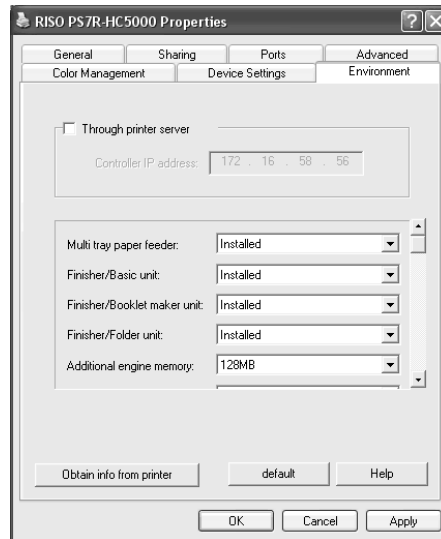 RISO PS7R-HC5000 Properties
General Sharing Ports Advanced
Color Management Device Settings Environment
Through printer server
Controller IP address: 172 . 16 . 58 . 56
Multi tray paper feeder: Installed
Finisher/Basic unit: Installed
Finisher/Booklet maker unit: Installed
Finisher/Folder unit: Installed
Additional engine memory: 128MB
Obtain info from printer default Help
OK Cancel Apply